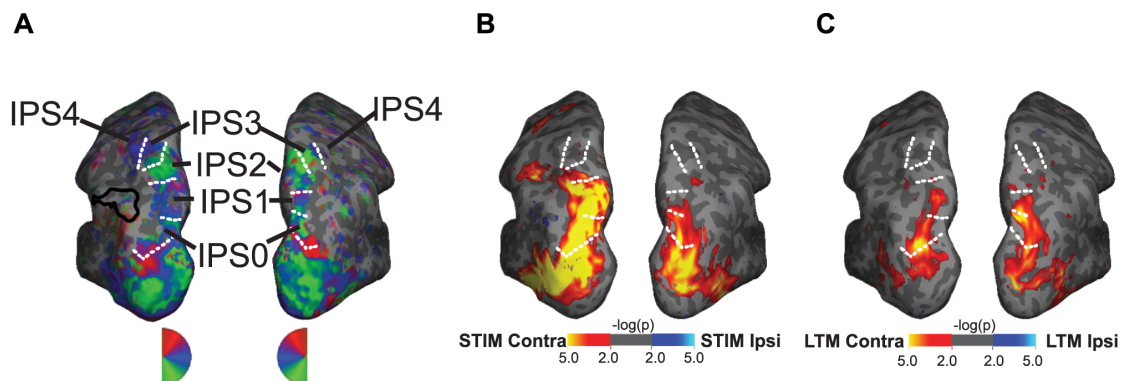 A
B
C
IPS4
IPS3
IPS4
IPS2
IPS1
IPS0
-log(p)
STIM Contra
STIM Ipsi
5.0 2.0 2.0 5.0
-log(p)
LTM Contra
LTM Ipsi
5.0 2.0 2.0 5.0